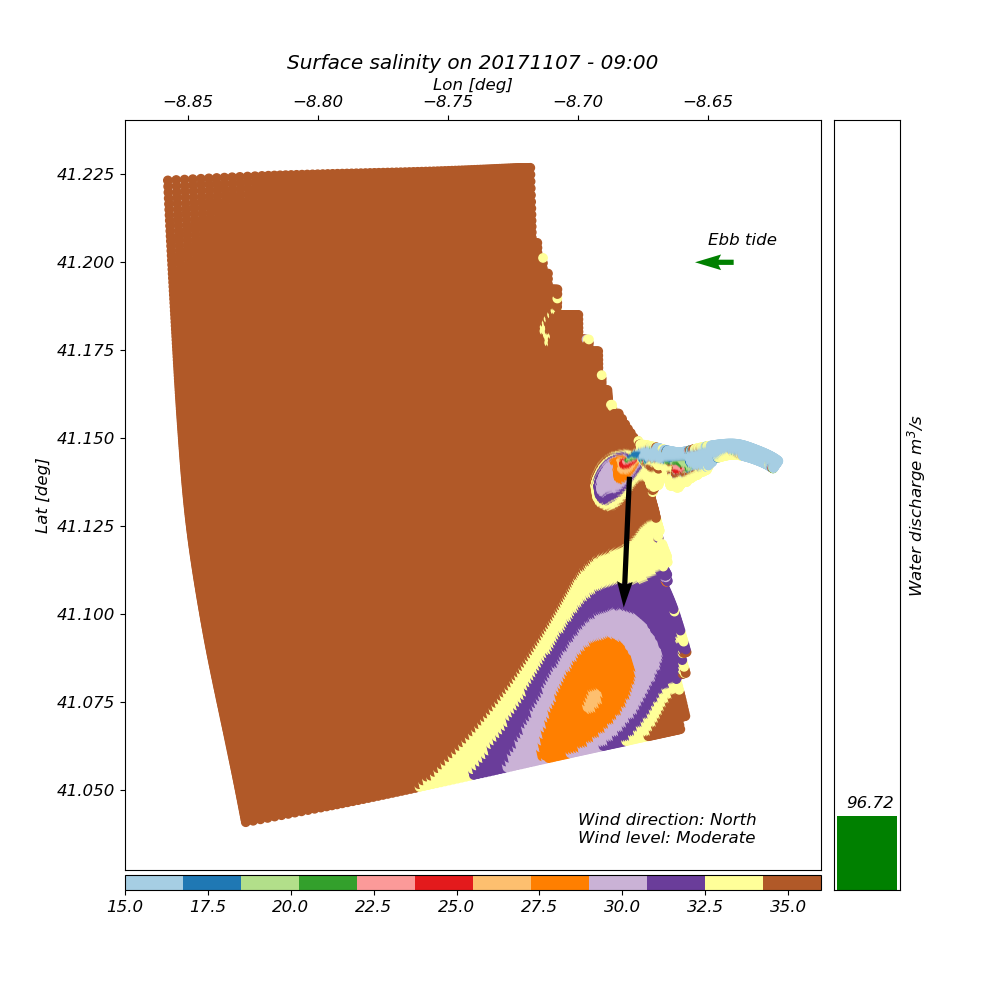 Surface salinity on 20171107 - 09:00
Lon [deg]
−8.85 −8.80 −8.75 −8.70 −8.65
41.225
41.200
41.175
41.150
41.125
41.100
41.075
41.050
Lat [deg]
Ebb tide
Wind direction: North
Wind level: Moderate
96.72
Water discharge m³/s
15.0 17.5 20.0 22.5 25.0 27.5 30.0 32.5 35.0